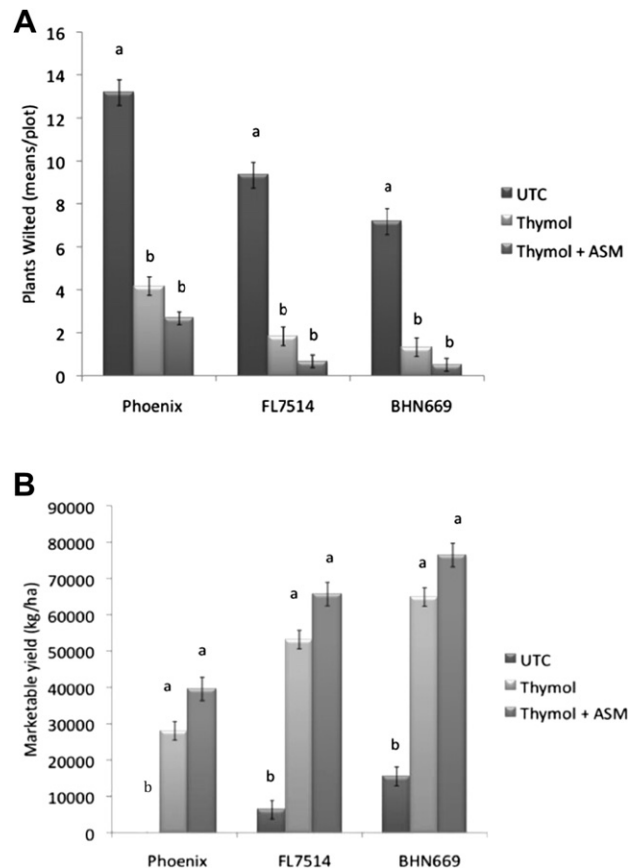 A
Plants Wilted (means/plot)
16
14
12
10
8
6
4
2
0
a
b
b
a
b
b
a
b
b
Phoenix
FL7514
BHN669
UTC
Thymol
Thymol + ASM
B
Marketable yield (kg/ha)
90000
80000
70000
60000
50000
40000
30000
20000
10000
0
b
a
a
b
a
a
b
a
a
Phoenix
FL7514
BHN669
UTC
Thymol
Thymol + ASM